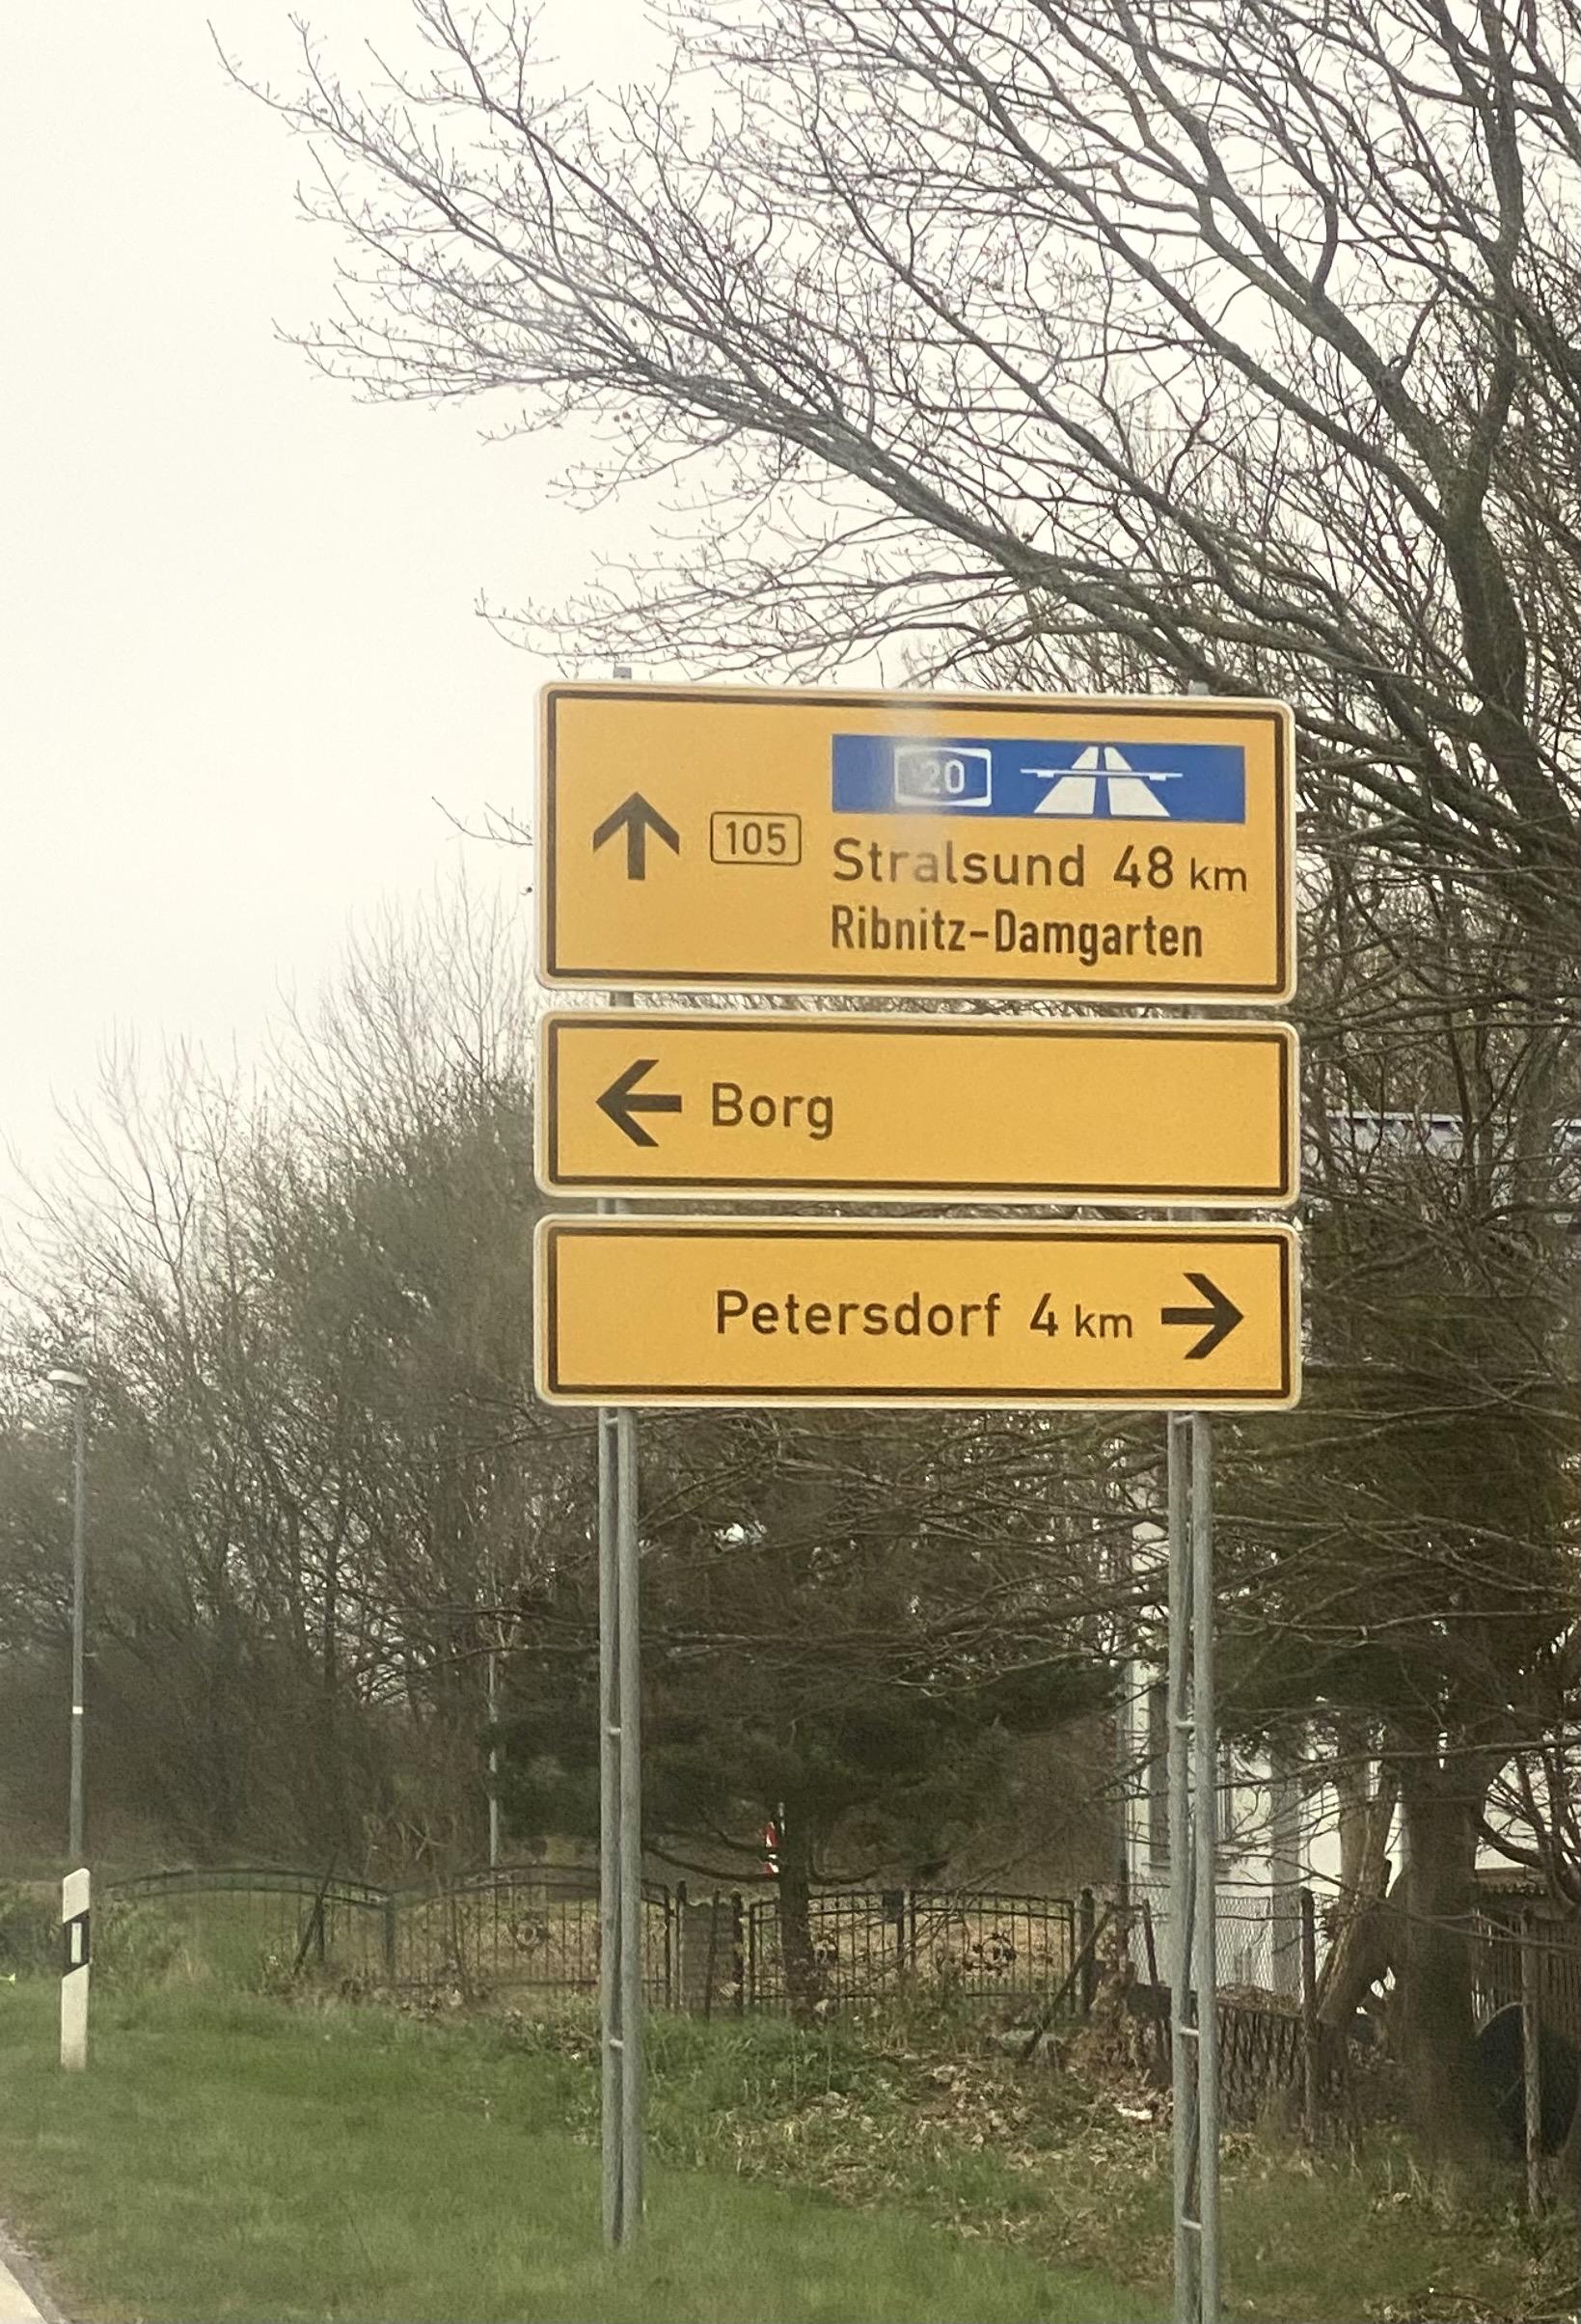 20
105
Stralsund 48 km
Ribnitz-Damgarten
Borg
Petersdorf 4 km